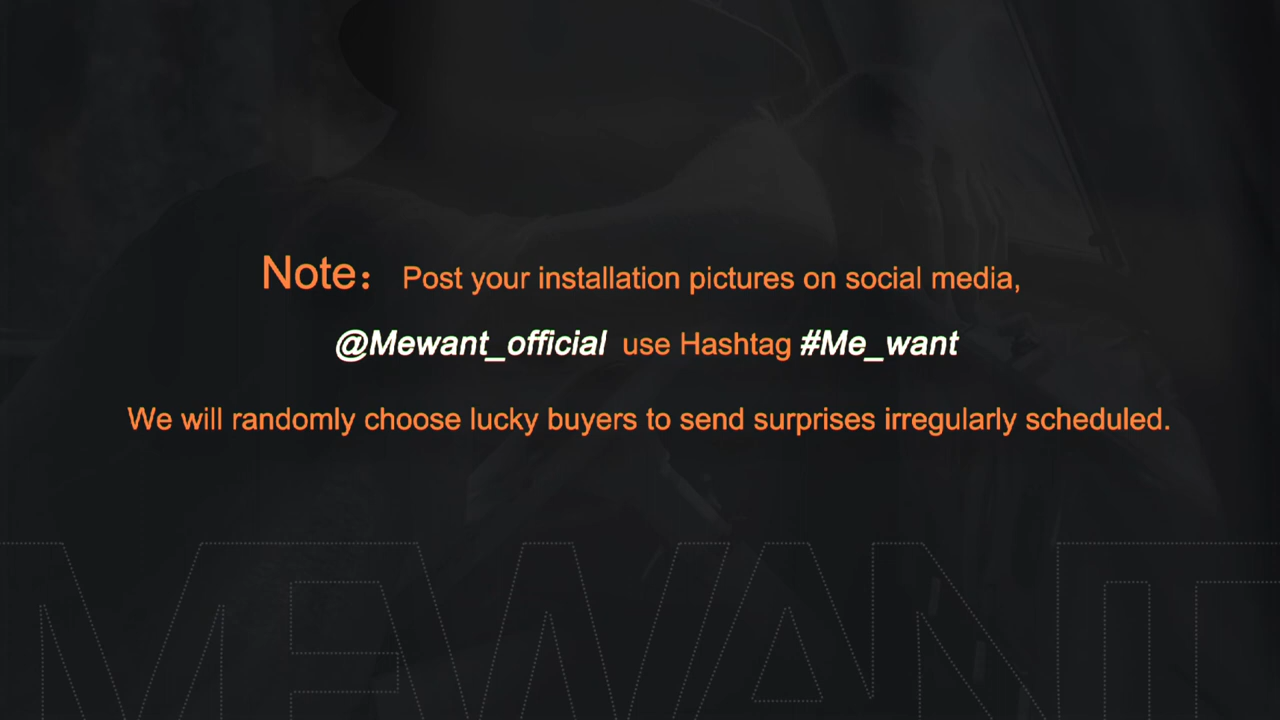 Note： Post your installation pictures on social media,
@Mewant_official use Hashtag #Me_want
We will randomly choose lucky buyers to send surprises irregularly scheduled.
MEWANT